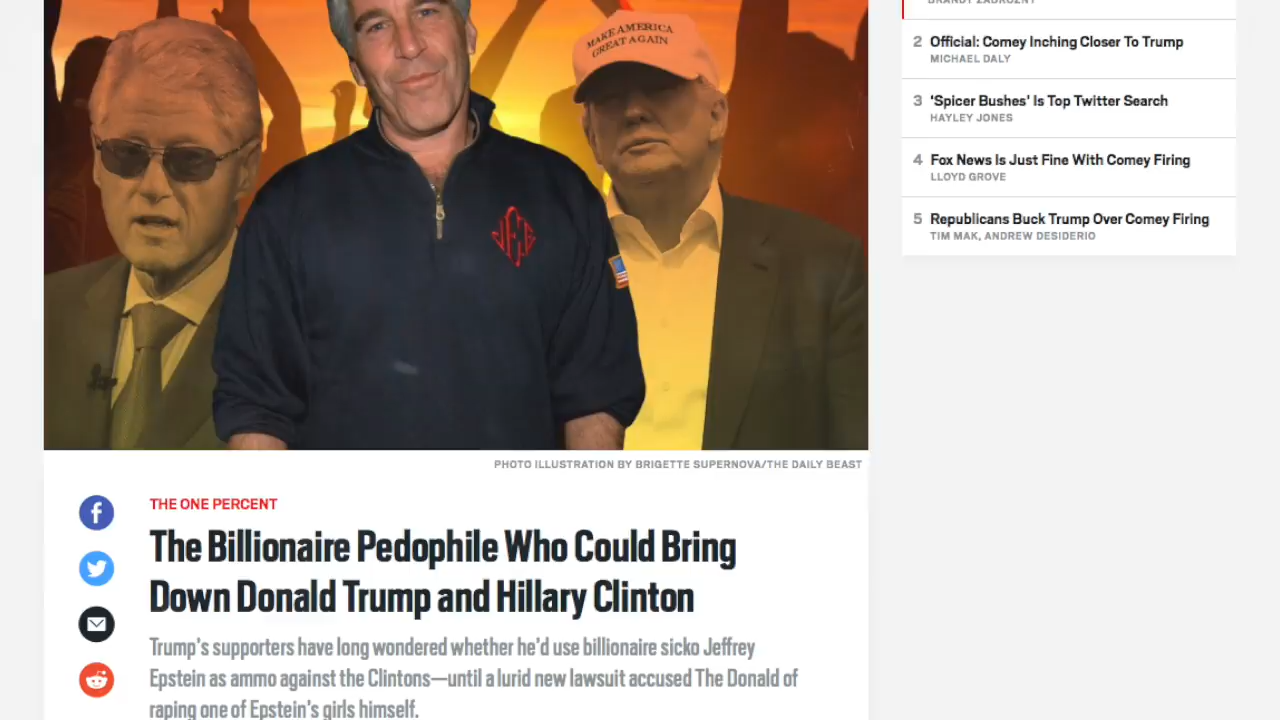 MAKE AMERICA
GREAT AGAIN
PHOTO ILLUSTRATION BY BRIGETTE SUPERNOVA/THE DAILY BEAST
THE ONE PERCENT
The Billionaire Pedophile Who Could Bring
Down Donald Trump and Hillary Clinton
Trump's supporters have long wondered whether he'd use billionaire sicko Jeffrey
Epstein as ammo against the Clintons—until a lurid new lawsuit accused The Donald of
raping one of Epstein's girls himself.
BRANDY ZADROZNY
2 Official: Comey Inching Closer To Trump
MICHAEL DALY
3 ‘Spicer Bushes’ Is Top Twitter Search
HAYLEY JONES
4 Fox News Is Just Fine With Comey Firing
LLOYD GROVE
5 Republicans Buck Trump Over Comey Firing
TIM MAK, ANDREW DESIDERIO